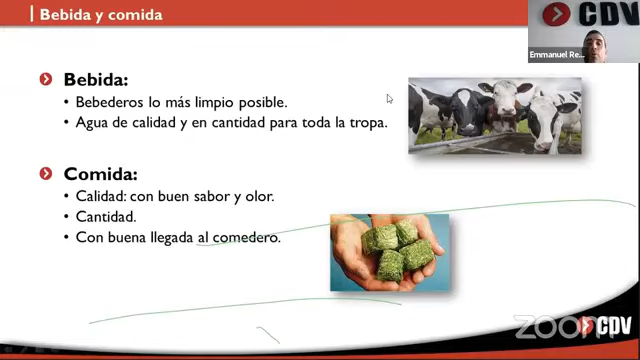 Bebida y comida
CDV
Emmanuel Re...
Bebida:
• Bebederos lo más limpio posible.
• Agua de calidad y en cantidad para toda la tropa.
Comida:
• Calidad: con buen sabor y olor.
• Cantidad.
• Con buena llegada al comedero.
zoom
CDV